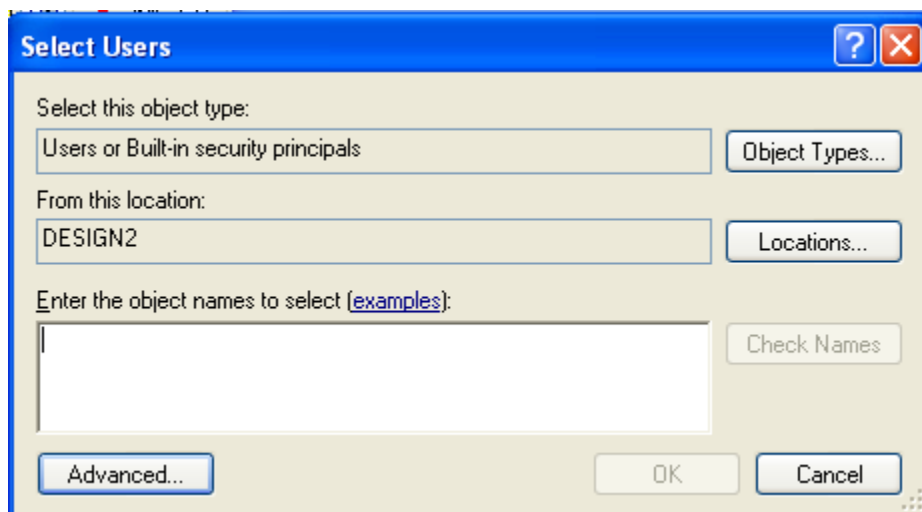 Select Users
Select this object type:
Users or Built-in security principals
Object Types...
From this location:
DESIGN2
Locations...
Enter the object names to select (examples):
Check Names
Advanced...
OK
Cancel